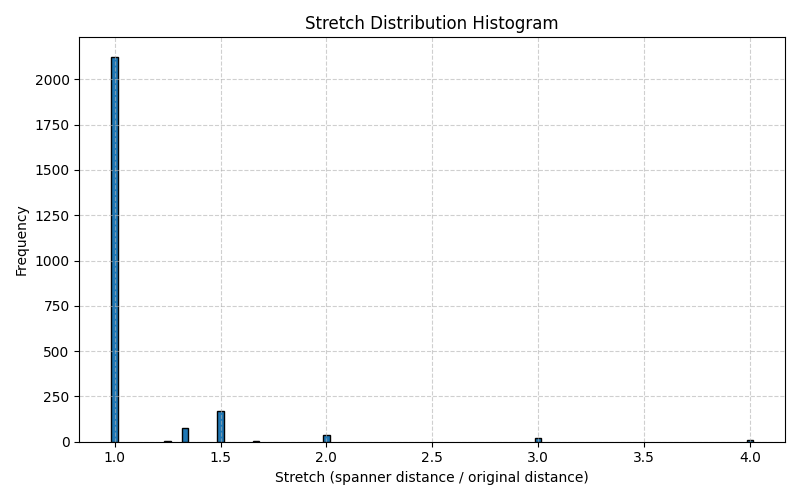 Stretch Distribution Histogram
Frequency
2000
1750
1500
1250
1000
750
500
250
0
1.0 1.5 2.0 2.5 3.0 3.5 4.0
Stretch (spanner distance / original distance)